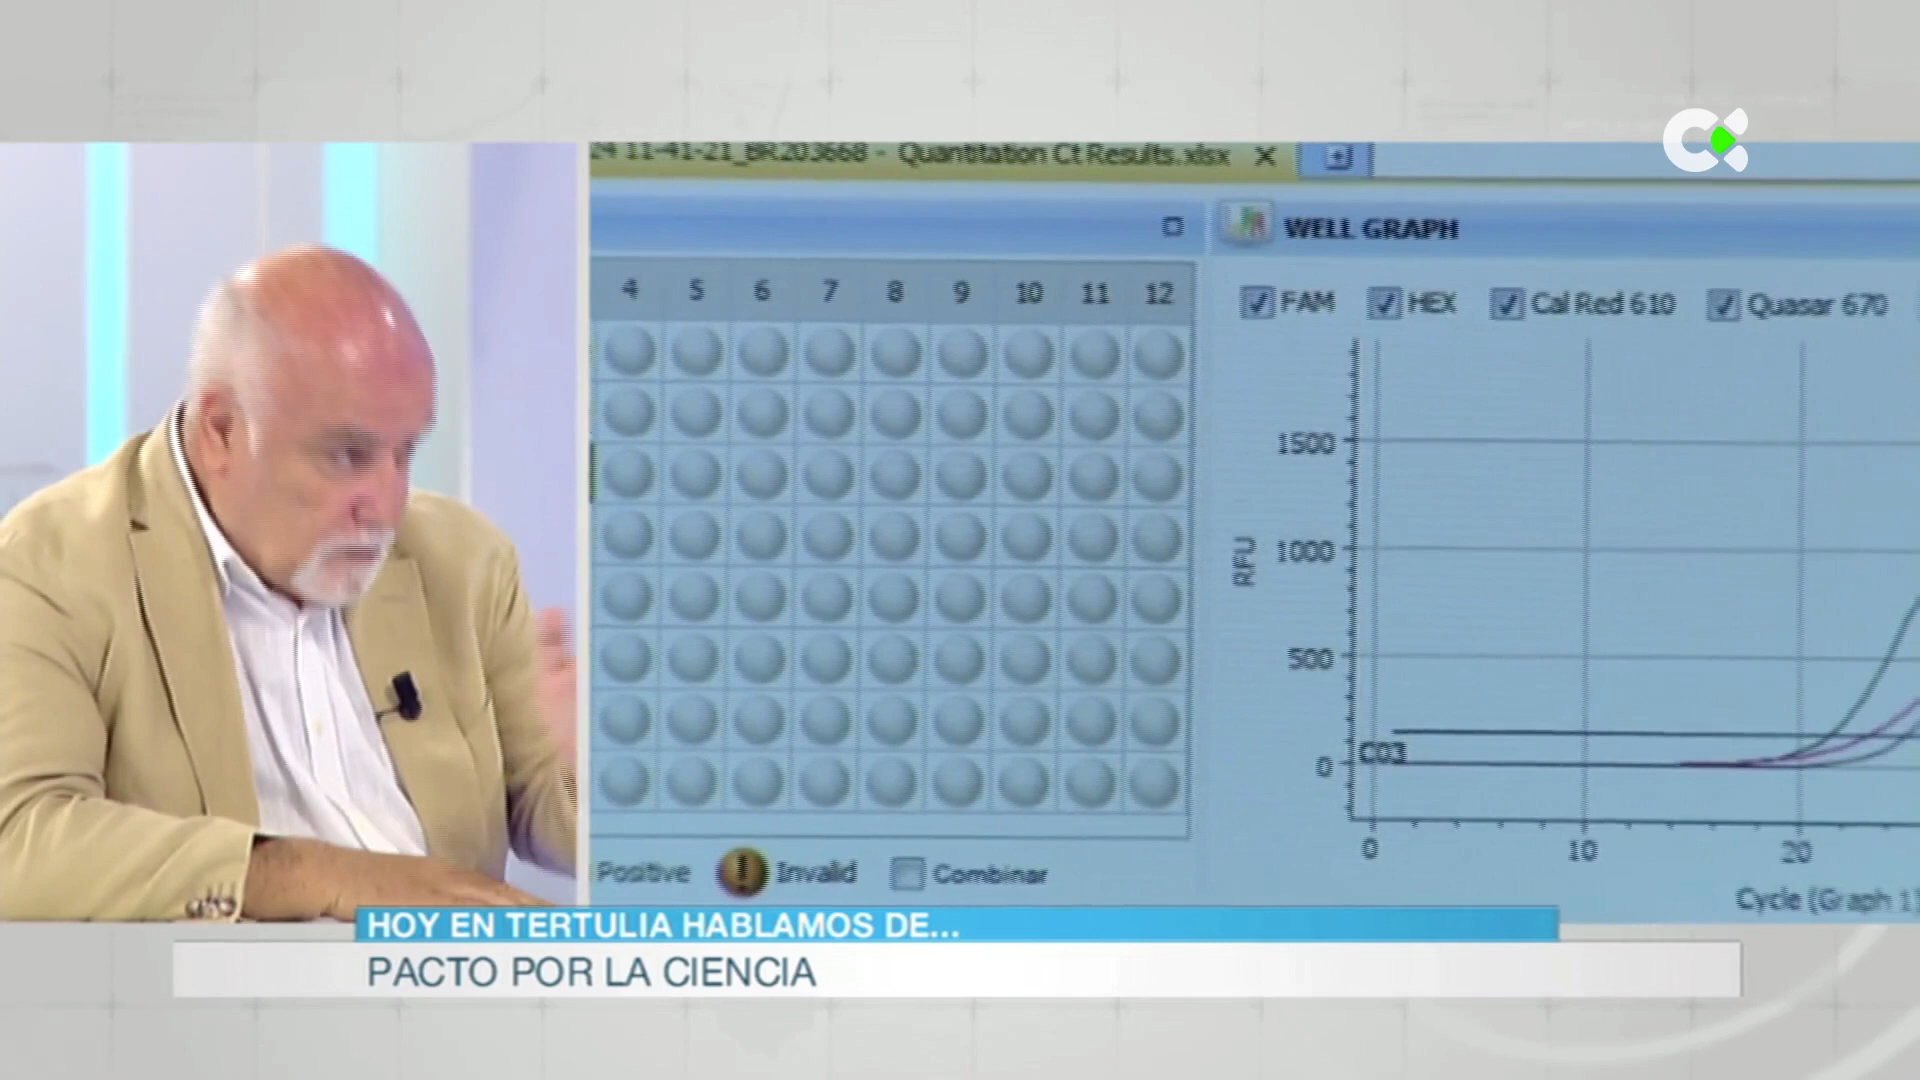 24 11-41-21_BR203668 - Quantitation Ct Results.xlsx X
WELL GRAPH
4 5 6 7 8 9 10 11 12
FAM HEX Cal Red 610 Quasar 670
1500
1000
RFU
500
0
C03
0 10 20
Cycle (Graph 1)
Positive Invalid Combinar
HOY EN TERTULIA HABLAMOS DE...
PACTO POR LA CIENCIA